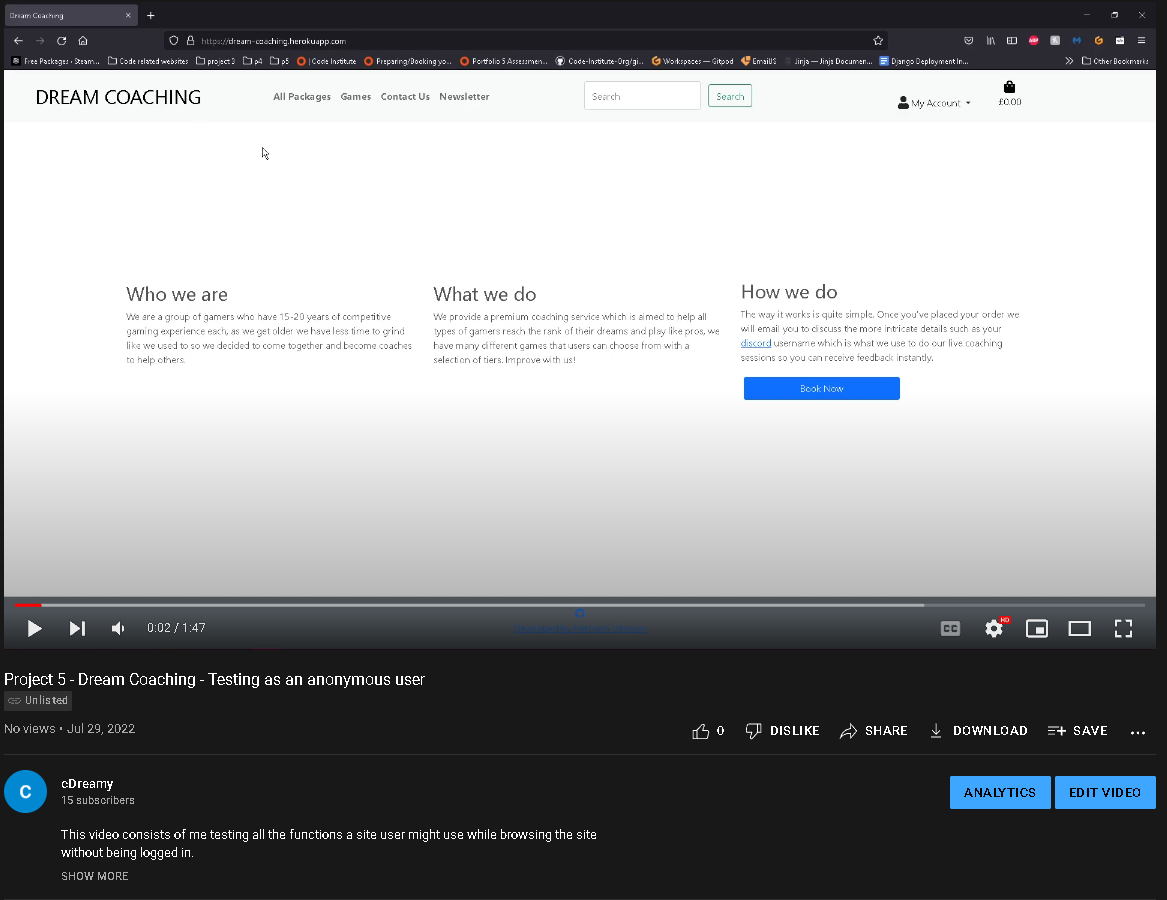 Dream Coaching
https://dream-coaching.herokuapp.com
Free Packages - Steam...
Code related websites
project 3
p4
p5
| Code Institute
Preparing/Booking yo...
Portfolio 5 Assessmen...
Code-Institute-Org/gi...
Workspaces — Gitpod
EmailJS
Jinja — Jinja Documen...
Django Deployment In...
Other Bookmarks
DREAM COACHING
All Packages
Games
Contact Us
Newsletter
Search
Search
My Account
£0.00
Who we are
We are a group of gamers who have 15-20 years of competitive
gaming experience each, as we get older we have less time to grind
like we used to so we decided to come together and become coaches
to help others.
What we do
We provide a premium coaching service which is aimed to help all
types of gamers reach the rank of their dreams and play like pros, we
have many different games that users can choose from with a
selection of tiers. Improve with us!
How we do
The way it works is quite simple. Once you've placed your order we
will email you to discuss the more intricate details such as your
discord username which is what we use to do our live coaching
sessions so you can receive feedback instantly.
Book Now
0:02 / 1:47
CC
HD
Project 5 - Dream Coaching - Testing as an anonymous user
Unlisted
No views • Jul 29, 2022
0
DISLIKE
SHARE
DOWNLOAD
SAVE
C
cDreamy
15 subscribers
ANALYTICS
EDIT VIDEO
This video consists of me testing all the functions a site user might use while browsing the site
without being logged in.
SHOW MORE